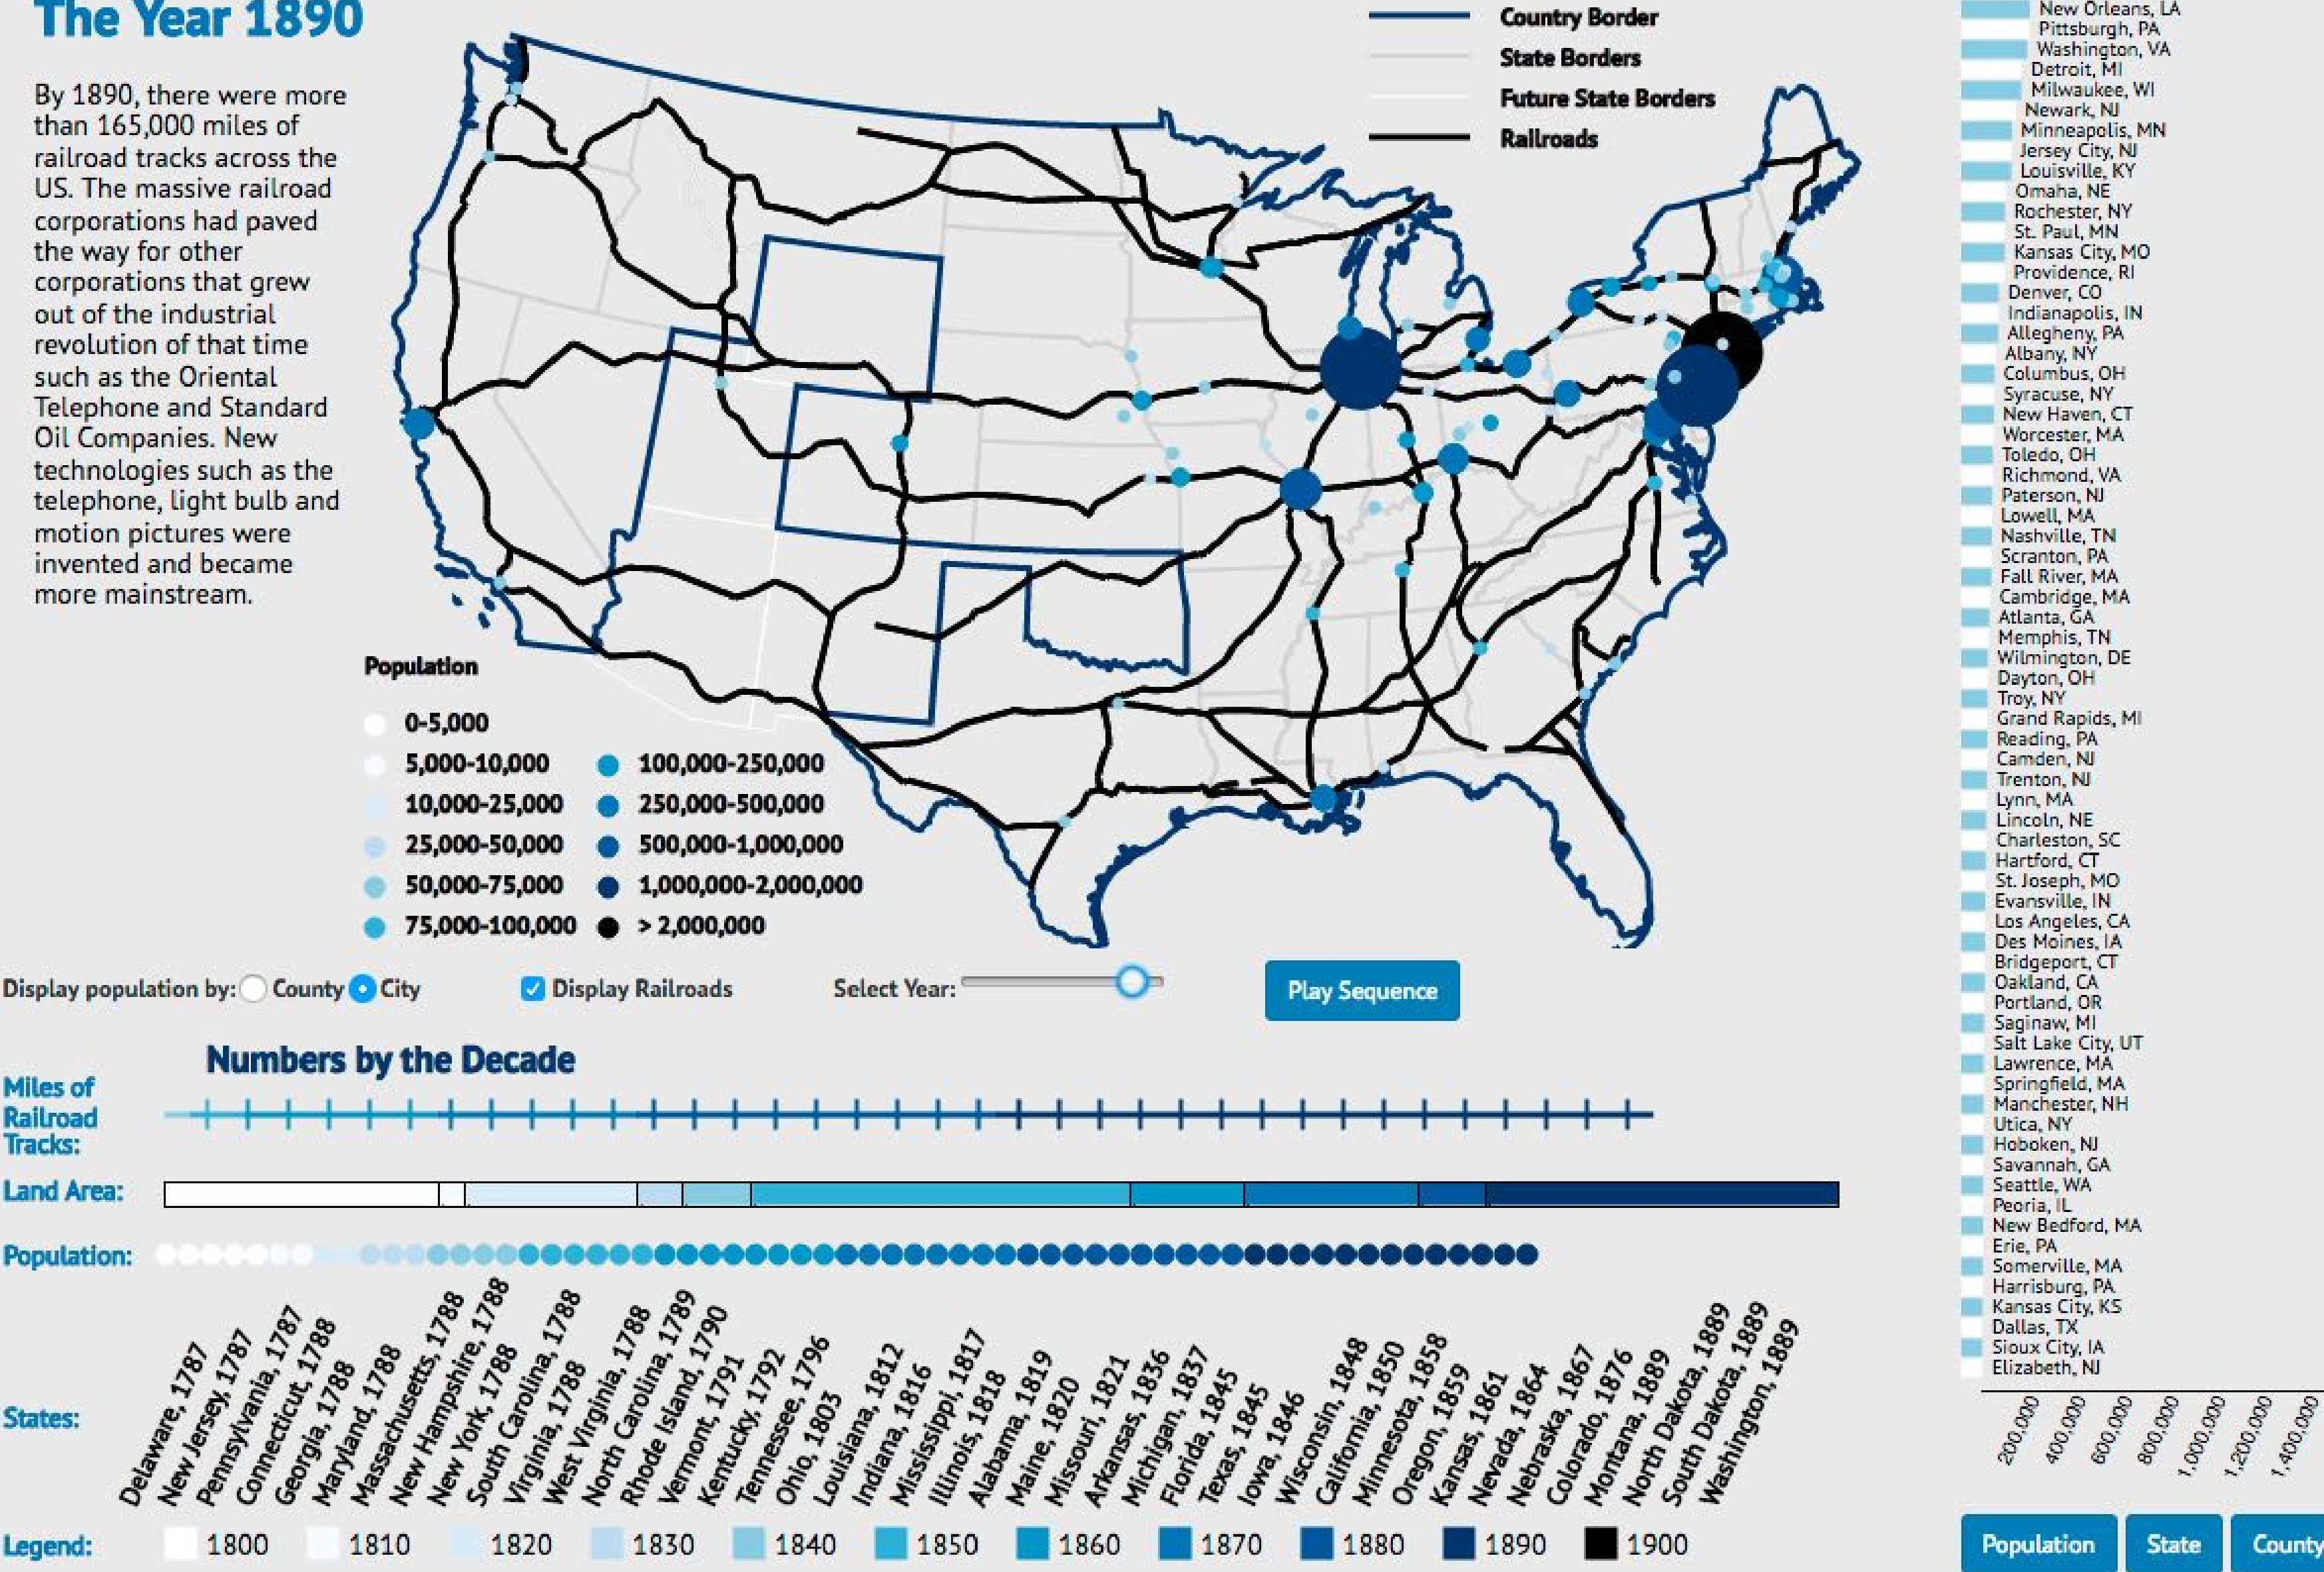 The Year 1890
By 1890, there were more
than 165,000 miles of
railroad tracks across the
US. The massive railroad
corporations had paved
the way for other
corporations that grew
out of the industrial
revolution of that time
such as the Oriental
Telephone and Standard
Oil Companies. New
technologies such as the
telephone, light bulb and
motion pictures were
invented and became
more mainstream.
Country Border
State Borders
Future State Borders
Railroads
Population
0-5,000
5,000-10,000
10,000-25,000
25,000-50,000
50,000-75,000
75,000-100,000
100,000-250,000
250,000-500,000
500,000-1,000,000
1,000,000-2,000,000
> 2,000,000
Display population by: County City
Display Railroads
Select Year:
Play Sequence
Numbers by the Decade
Miles of
Railroad
Tracks:
Land Area:
Population:
States:
Delaware, 1787
New Jersey, 1787
Pennsylvania, 1787
Connecticut, 1788
Georgia, 1788
Maryland, 1788
Massachusetts, 1788
New Hampshire, 1788
New York, 1788
South Carolina, 1788
Virginia, 1788
West Virginia, 1788
North Carolina, 1789
Rhode Island, 1790
Vermont, 1791
Kentucky, 1792
Tennessee, 1796
Ohio, 1803
Louisiana, 1812
Indiana, 1816
Mississippi, 1817
Illinois, 1818
Alabama, 1819
Maine, 1820
Missouri, 1821
Arkansas, 1836
Michigan, 1837
Florida, 1845
Texas, 1845
Iowa, 1846
Wisconsin, 1848
California, 1850
Minnesota, 1858
Oregon, 1859
Kansas, 1861
Nevada, 1864
Nebraska, 1867
Colorado, 1876
Montana, 1889
North Dakota, 1889
South Dakota, 1889
Washington, 1889
Legend:
1800
1810
1820
1830
1840
1850
1860
1870
1880
1890
1900
New Orleans, LA
Pittsburgh, PA
Washington, VA
Detroit, MI
Milwaukee, WI
Newark, NJ
Minneapolis, MN
Jersey City, NJ
Louisville, KY
Omaha, NE
Rochester, NY
St. Paul, MN
Kansas City, MO
Providence, RI
Denver, CO
Indianapolis, IN
Allegheny, PA
Albany, NY
Columbus, OH
Syracuse, NY
New Haven, CT
Worcester, MA
Toledo, OH
Richmond, VA
Paterson, NJ
Lowell, MA
Nashville, TN
Scranton, PA
Fall River, MA
Cambridge, MA
Atlanta, GA
Memphis, TN
Wilmington, DE
Dayton, OH
Troy, NY
Grand Rapids, MI
Reading, PA
Camden, NJ
Trenton, NJ
Lynn, MA
Lincoln, NE
Charleston, SC
Hartford, CT
St. Joseph, MO
Evansville, IN
Los Angeles, CA
Des Moines, IA
Bridgeport, CT
Oakland, CA
Portland, OR
Saginaw, MI
Salt Lake City, UT
Lawrence, MA
Springfield, MA
Manchester, NH
Utica, NY
Hoboken, NJ
Savannah, GA
Seattle, WA
Peoria, IL
New Bedford, MA
Erie, PA
Somerville, MA
Harrisburg, PA
Kansas City, KS
Dallas, TX
Sioux City, IA
Elizabeth, NJ
200,000
400,000
600,000
800,000
1,000,000
1,200,000
1,400,000
Population
State
County